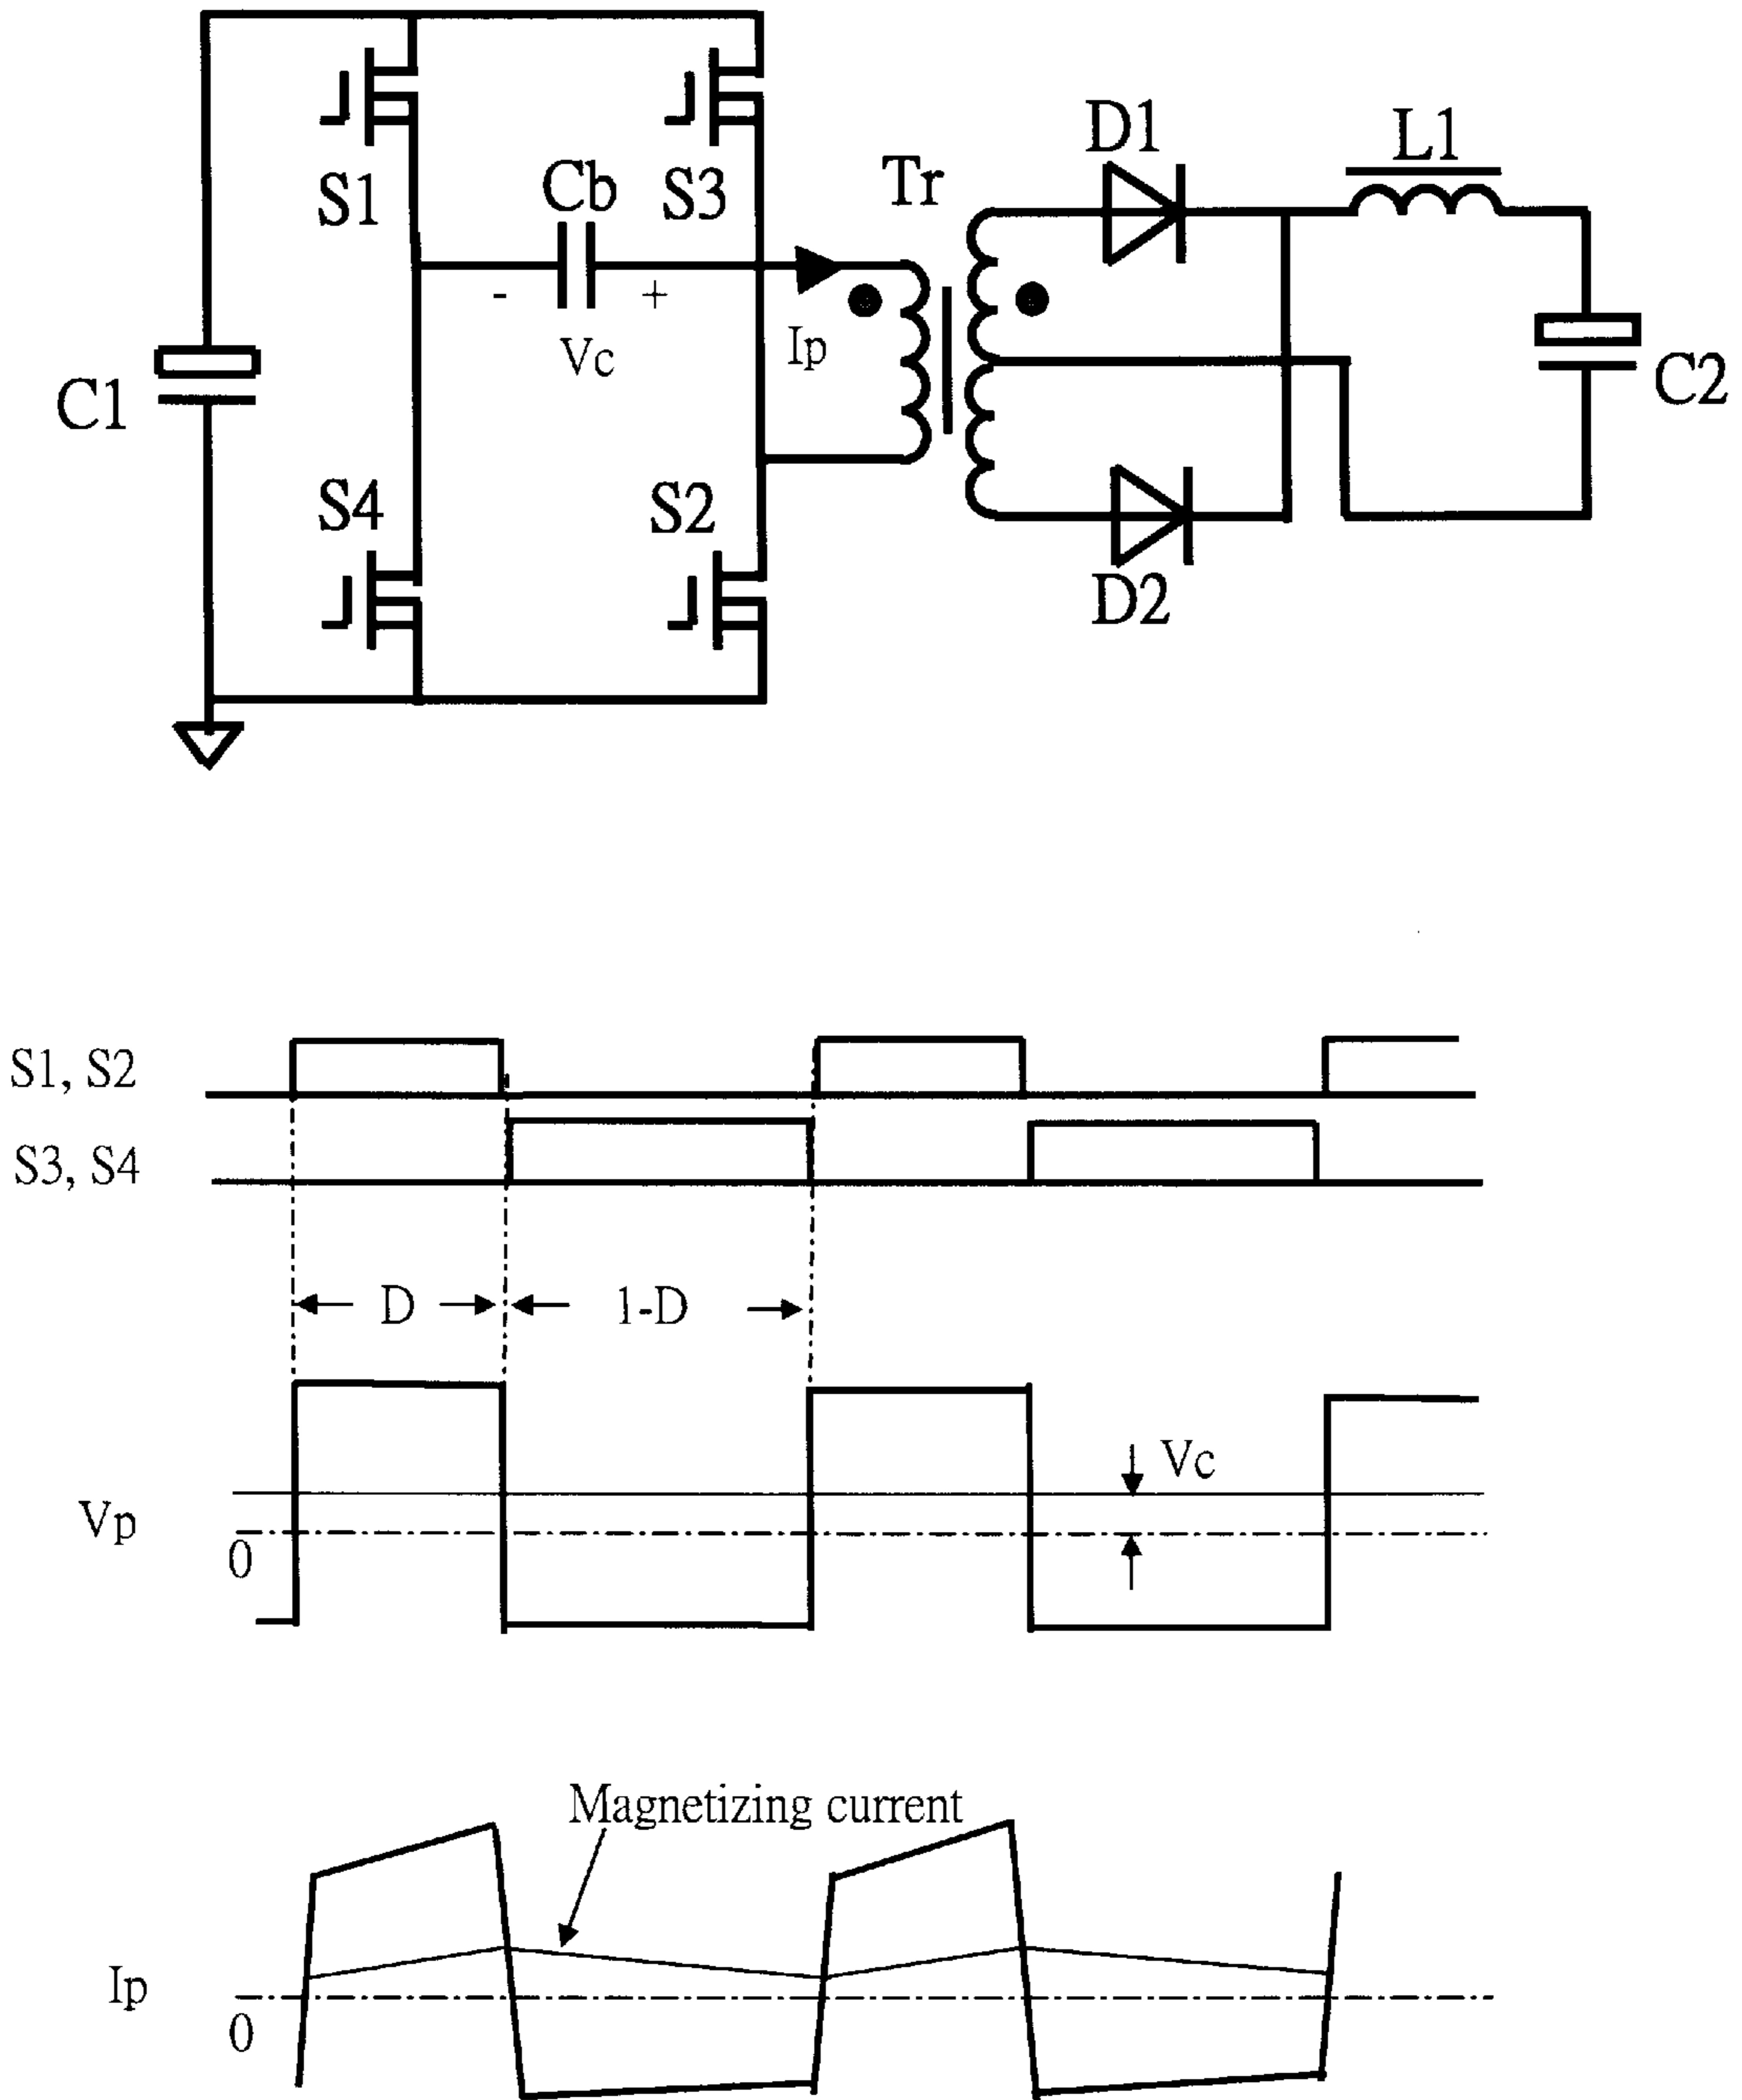 D1
L1
Tr
S1
Cb
S3
- +
Vc
Ip
C1
C2
S4
S2
D2
S1, S2
S3, S4
D
1-D
Vc
Vp
0
Magnetizing current
Ip
0